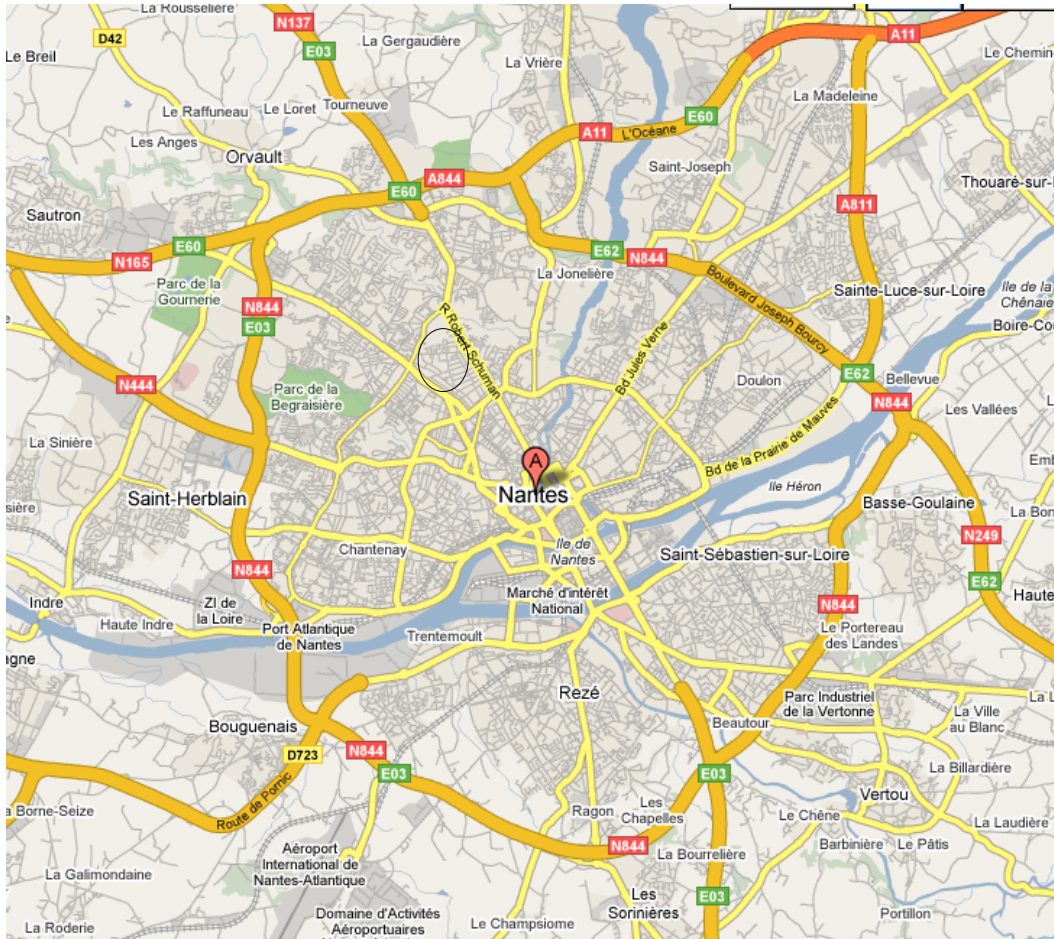 La Rousselière
N137
D42
E03
La Gergaudière
A11
Le Breil
La Vrière
Le Chemin
La Madeleine
Le Raffuneau
Le Loret
Tourneuve
E60
A11
L'Océane
Les Anges
Orvault
Saint-Joseph
A844
E60
Thouaré-sur-
A811
Sautron
E60
N165
E62
N844
La Jonelière
Parc de la
Gournerie
Boulevard Joseph Bourcy
Sainte-Luce-sur-Loire
Ile de la
Chênaie
N844
E03
R Robert Schuman
Boire-Co
Bd Jules Verne
N444
Parc de la
Begraisière
Doulon
E62
Bellevue
N844
Les Vallées
La Sinière
Bd de la Prairie de Mauves
A
Nantes
Ile Héron
Emb
Saint-Herblain
Basse-Goulaine
La Bon
N249
Chantenay
Ile de
Nantes
Saint-Sébastien-sur-Loire
N844
E62
Marché d'intérêt
National
Haute
Indre
ZI de
la Loire
N844
Haute Indre
Port Atlantique
de Nantes
Trentemoult
Le Portereau
des Landes
agne
Rezé
Parc Industriel
de la Vertonne
La L
Bouguenais
Beautour
La Ville
au Blanc
D723
N844
E03
E03
La Billardière
Route de Pornic
Vertou
a Borne-Seize
Ragon
Les
Chapelles
Le Chêne
La Laudière
N844
La Bourrelière
Barbinière
Le Pâtis
Aéroport
International de
Nantes-Atlantique
La Galimondaine
Les
Sorinières
E03
Domaine d'Activités
Aéroportuaires
Portillon
La Roderie
Le Champsiome